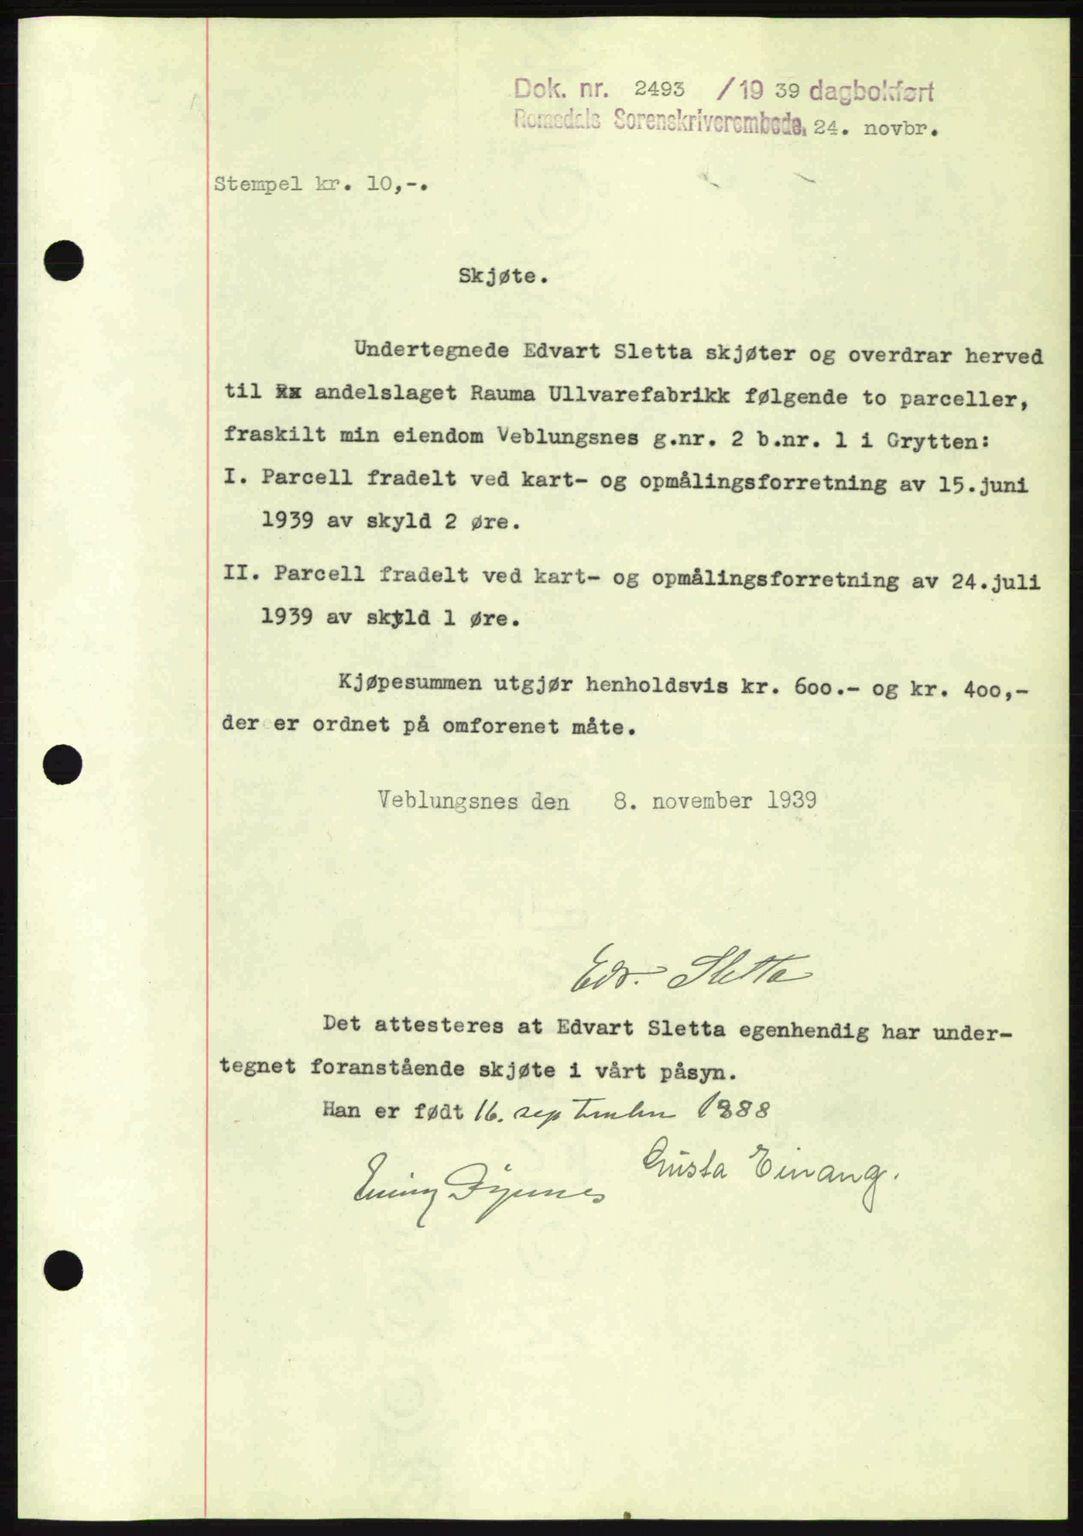 Dok. nr. 2493 /19 39 dagbokført
Romsdals Sorenskriverembede, 24. novbr.
Stempel kr. 10,-.
Skjøte.
Undertegnede Edvart Sletta skjøter og overdrar herved
til andelslaget Rauma Ullvarefabrikk følgende to parceller,
fraskilt min eiendom Veblungsnes g.nr. 2 b.nr. 1 i Grytten:
I. Parcell fradelt ved kart- og opmålingsforretning av 15.juni
1939 av skyld 2 øre.
II. Parcell fradelt ved kart- og opmålingsforretning av 24.juli
1939 av skyld 1 øre.
Kjøpesummen utgjør henholdsvis kr. 600.- og kr. 400,-
der er ordnet på omforenet måte.
Veblungsnes den 8. november 1939
Edv. Sletta
Det attesteres at Edvart Sletta egenhendig har under-
tegnet foranstående skjøte i vårt påsyn.
Han er født 16. september 1888
Gusta Einang.